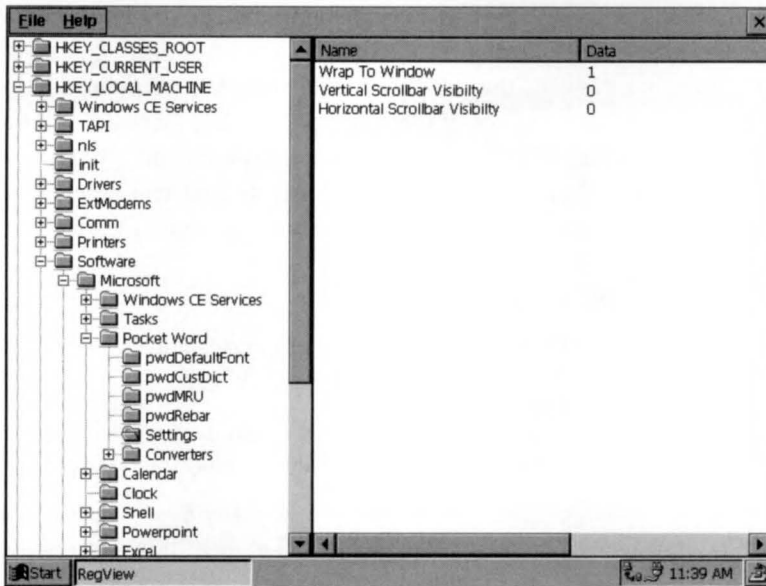 File Help
HKEY_CLASSES_ROOT
HKEY_CURRENT_USER
HKEY_LOCAL_MACHINE
Windows CE Services
TAPI
nls
init
Drivers
ExtModems
Comm
Printers
Software
Microsoft
Windows CE Services
Tasks
Pocket Word
pwdDefaultFont
pwdCustDict
pwdMRU
pwdRebar
Settings
Converters
Calendar
Clock
Shell
Powerpoint
Excel
Name Data
Wrap To Window 1
Vertical Scrollbar Visibilty 0
Horizontal Scrollbar Visibilty 0
Start RegView 11:39 AM